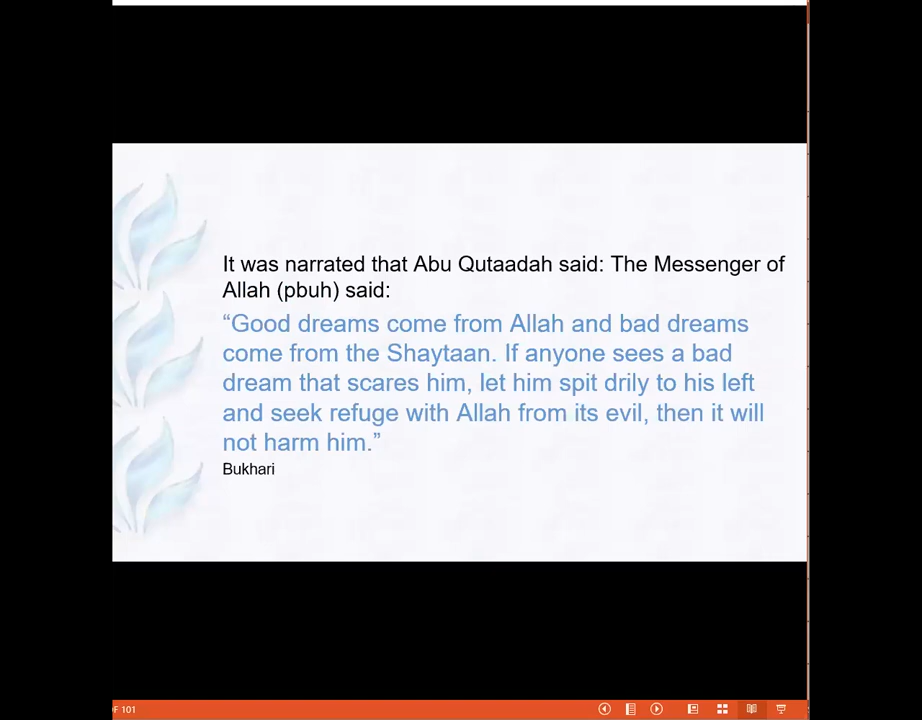 It was narrated that Abu Qutaadah said: The Messenger of
Allah (pbuh) said:
“Good dreams come from Allah and bad dreams
come from the Shaytaan. If anyone sees a bad
dream that scares him, let him spit drily to his left
and seek refuge with Allah from its evil, then it will
not harm him.”
Bukhari
F 101